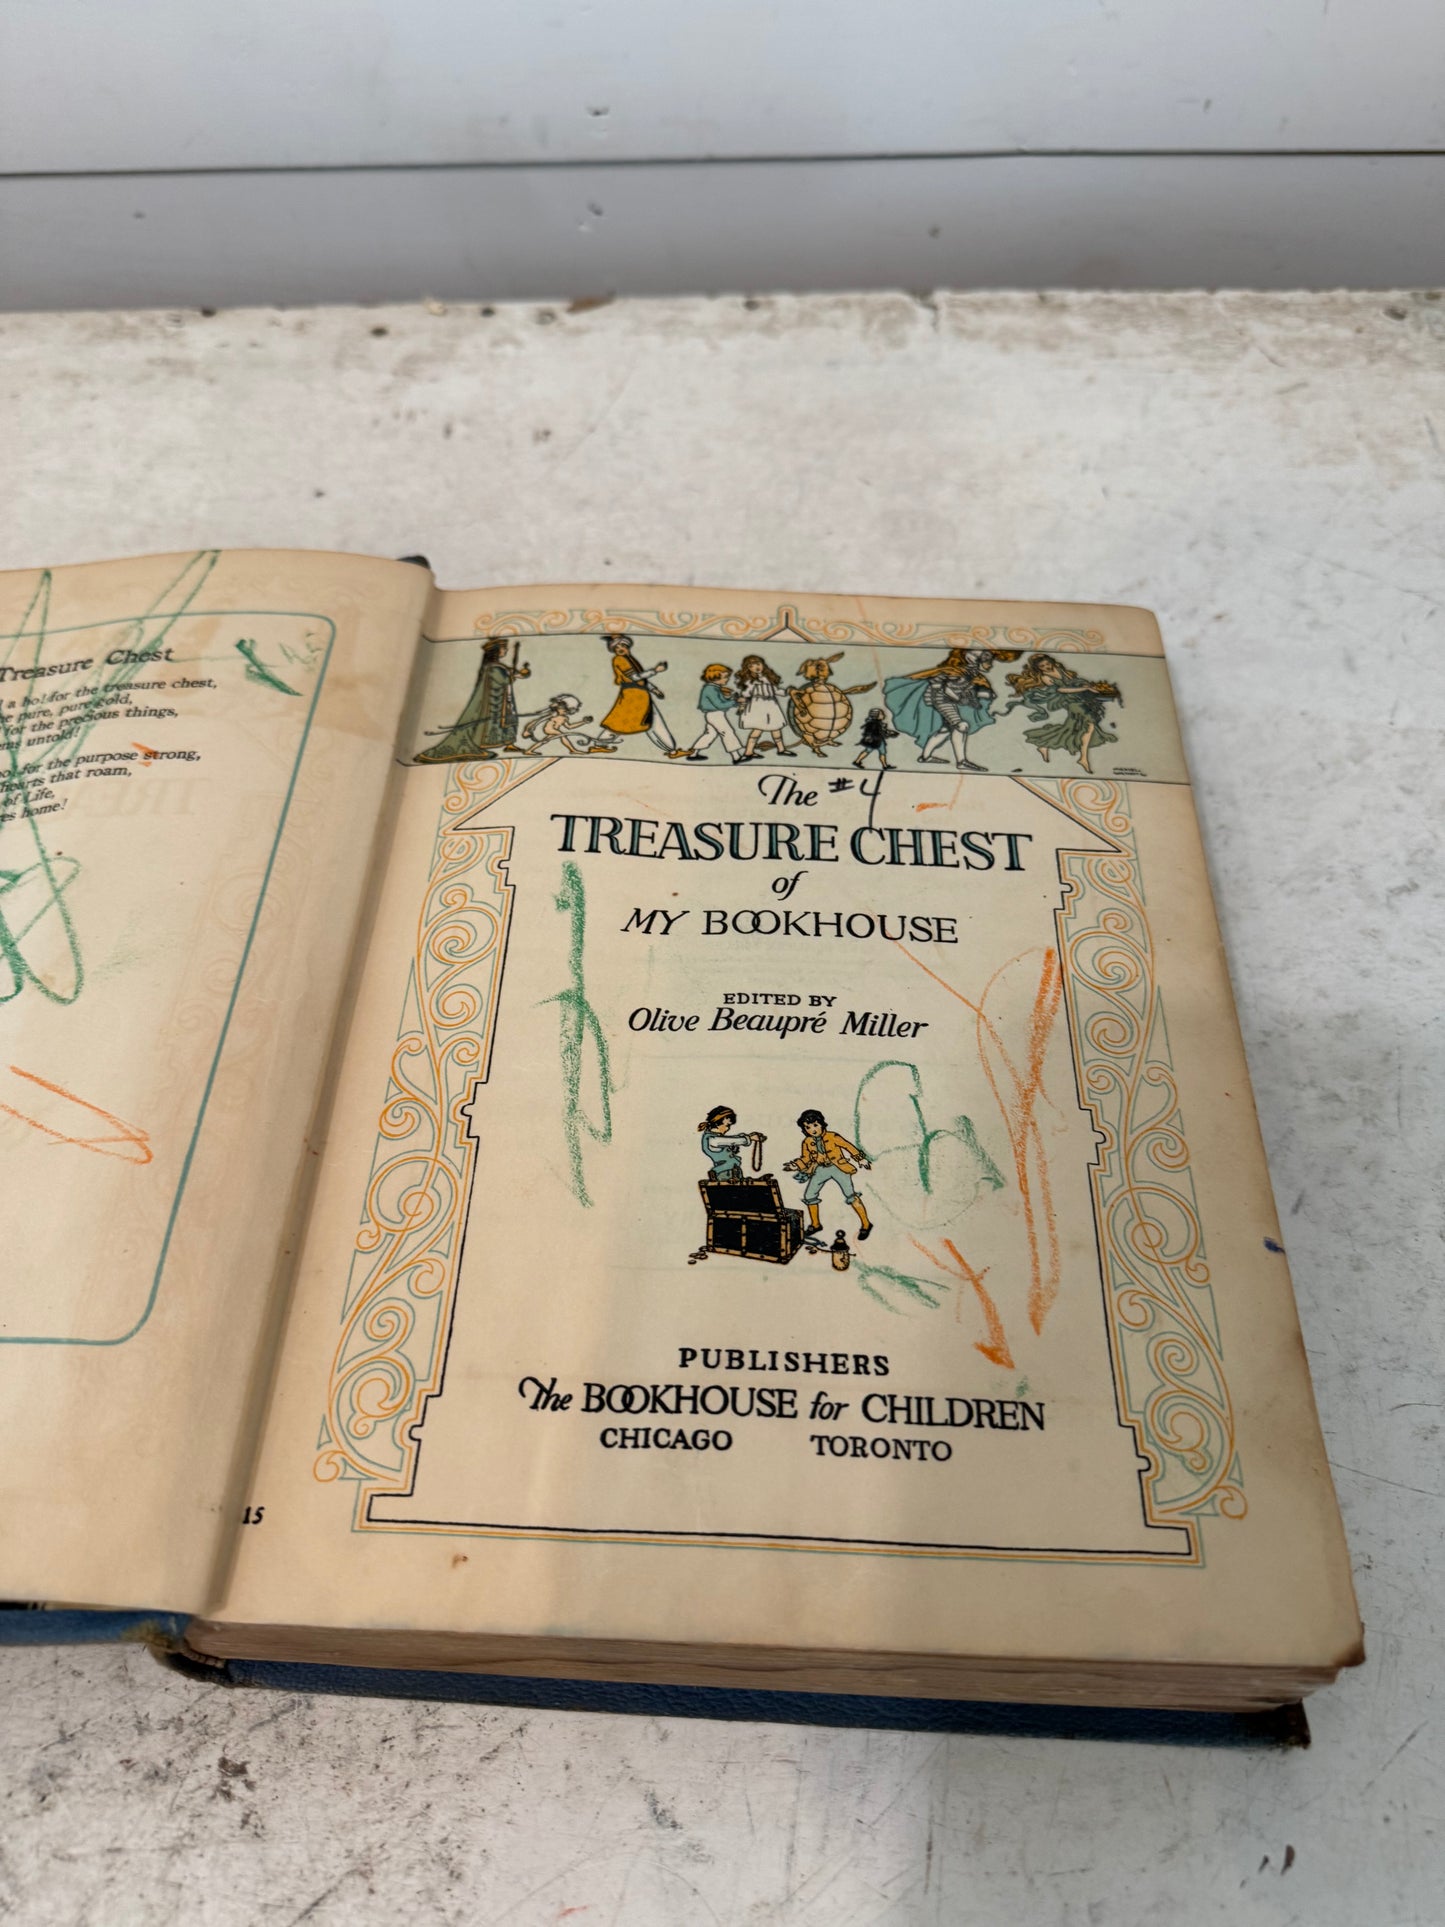 Treasure Chest
a ho! for the treasure chest,
pure, pure gold,
for the precious things,
untold!
for the purpose strong,
hearts that roam,
of Life,
home!
The #4
TREASURE CHEST
of
MY BOOKHOUSE
EDITED BY
Olive Beaupré Miller
PUBLISHERS
The BOOKHOUSE for CHILDREN
CHICAGO TORONTO
15